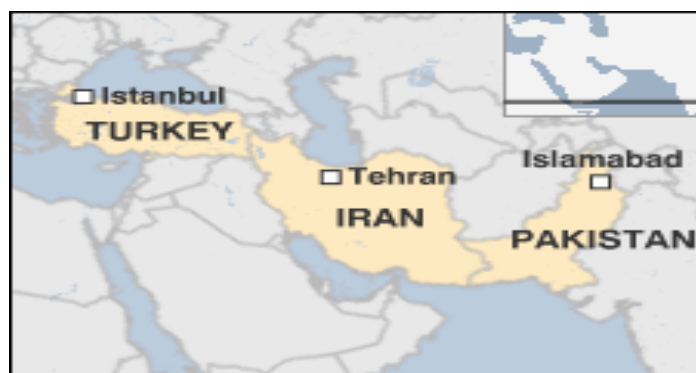 Istanbul
TURKEY
Islamabad
Tehran
IRAN
PAKISTAN